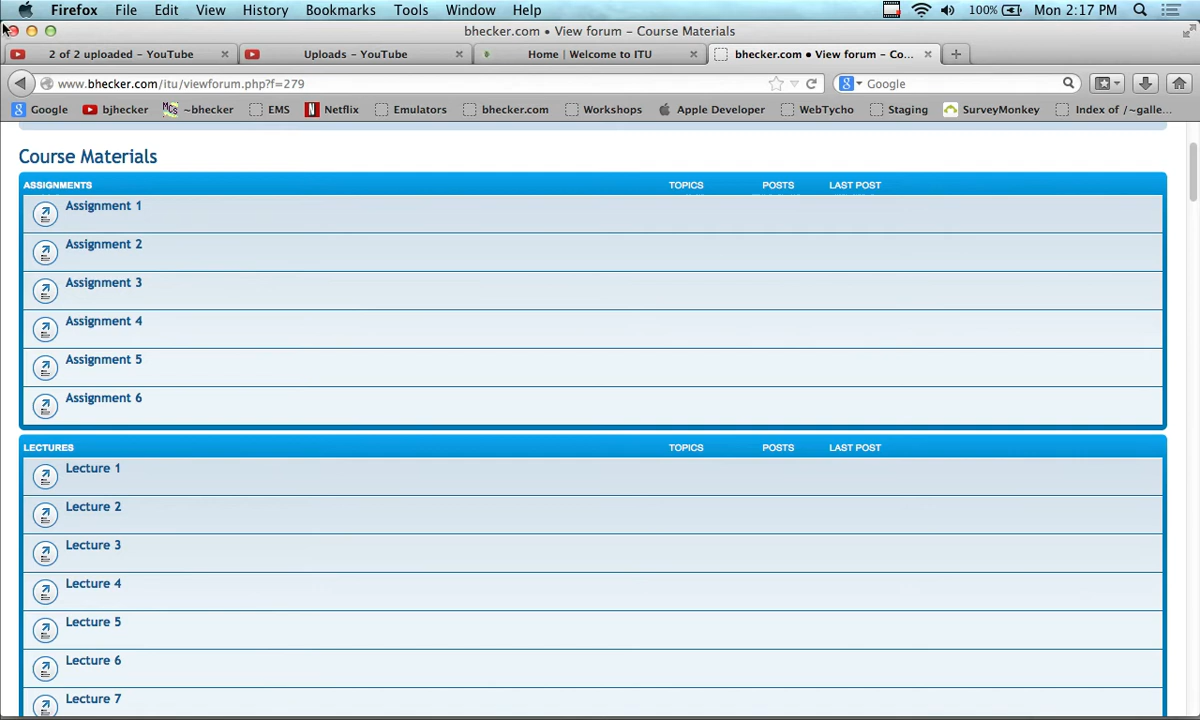 Firefox File Edit View History Bookmarks Tools Window Help 100% Mon 2:17 PM
bhecker.com • View forum – Course Materials
2 of 2 uploaded – YouTube Uploads – YouTube Home | Welcome to ITU bhecker.com • View forum – Co...
www.bhecker.com/itu/viewforum.php?f=279 Google
Google bjhecker ~bhecker EMS Netflix Emulators bhecker.com Workshops Apple Developer WebTycho Staging SurveyMonkey Index of /~galle...
Course Materials
ASSIGNMENTS TOPICS POSTS LAST POST
Assignment 1
Assignment 2
Assignment 3
Assignment 4
Assignment 5
Assignment 6
LECTURES TOPICS POSTS LAST POST
Lecture 1
Lecture 2
Lecture 3
Lecture 4
Lecture 5
Lecture 6
Lecture 7